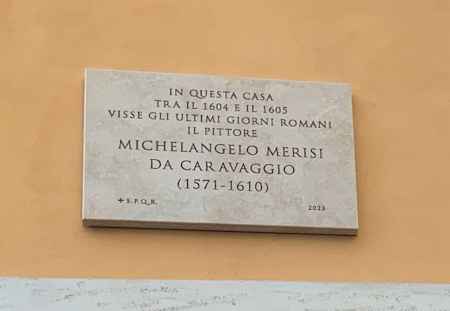 IN QUESTA CASA
TRA IL 1604 E IL 1605
VISSE GLI ULTIMI GIORNI ROMANI
IL PITTORE
MICHELANGELO MERISI
DA CARAVAGGIO
(1571-1610)
+ S.P.Q.R. 2023